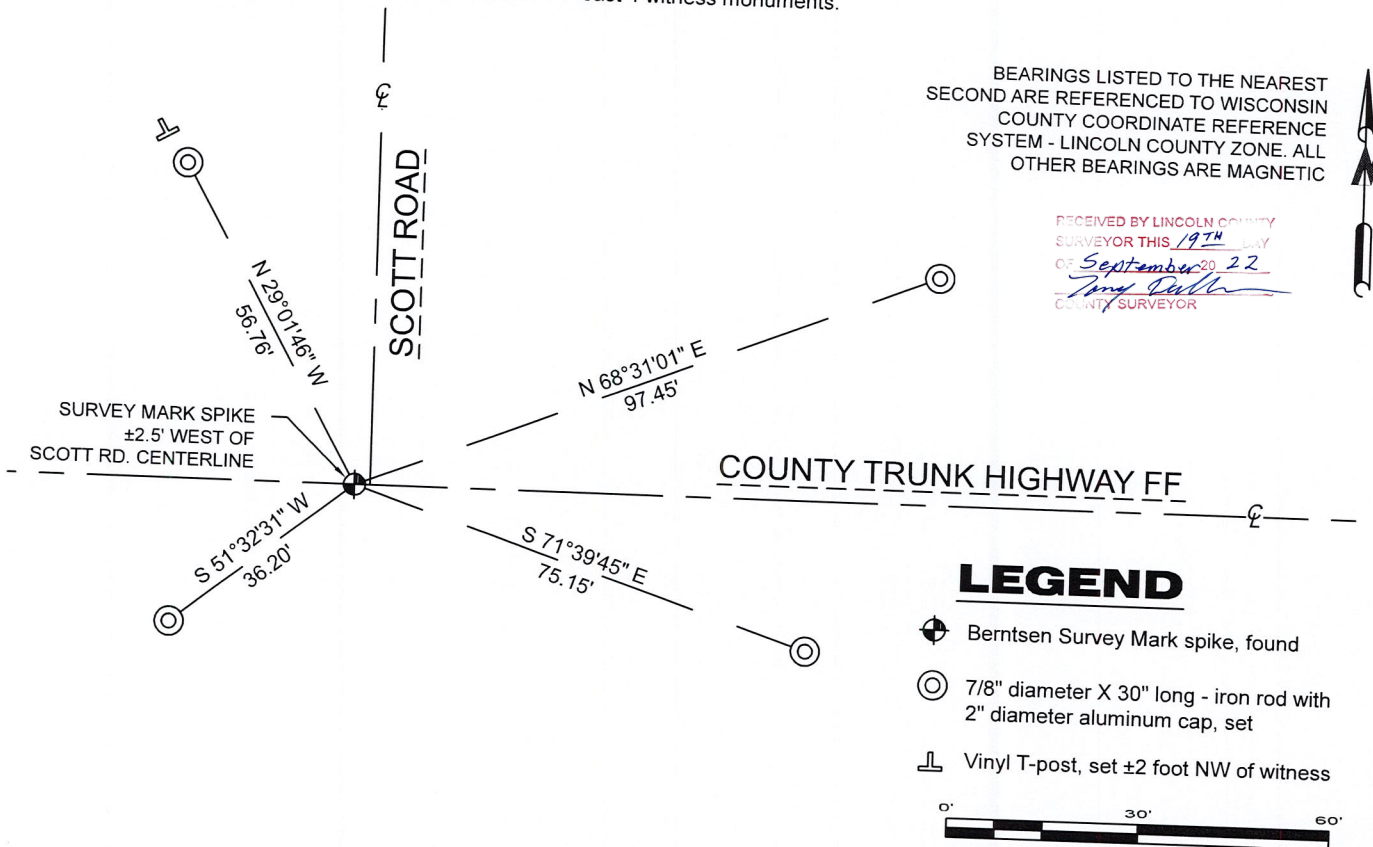 witness monuments.
BEARINGS LISTED TO THE NEAREST
SECOND ARE REFERENCED TO WISCONSIN
COUNTY COORDINATE REFERENCE
SYSTEM - LINCOLN COUNTY ZONE. ALL
OTHER BEARINGS ARE MAGNETIC
RECEIVED BY LINCOLN COUNTY
SURVEYOR THIS 19TH DAY
OF September 20 22
Tony
COUNTY SURVEYOR
℄
SCOTT ROAD
N 29°01'46" W
56.76'
N 68°31'01" E
97.45'
SURVEY MARK SPIKE
±2.5' WEST OF
SCOTT RD. CENTERLINE
COUNTY TRUNK HIGHWAY FF
℄
S 51°32'31" W
36.20'
S 71°39'45" E
75.15'
LEGEND
Berntsen Survey Mark spike, found
7/8" diameter X 30" long - iron rod with
2" diameter aluminum cap, set
Vinyl T-post, set ±2 foot NW of witness
0' 30' 60'